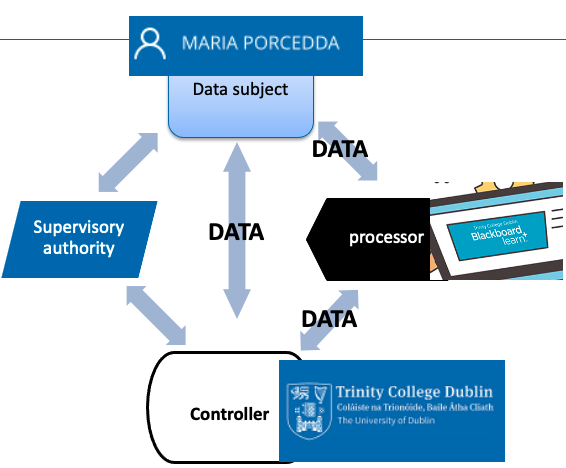 MARIA PORCEDDA
Data subject
DATA
Supervisory
authority
DATA
processor
Trinity College Dublin
Blackboard
learn+
DATA
Controller
Trinity College Dublin
Coláiste na Tríonóide, Baile Átha Cliath
The University of Dublin